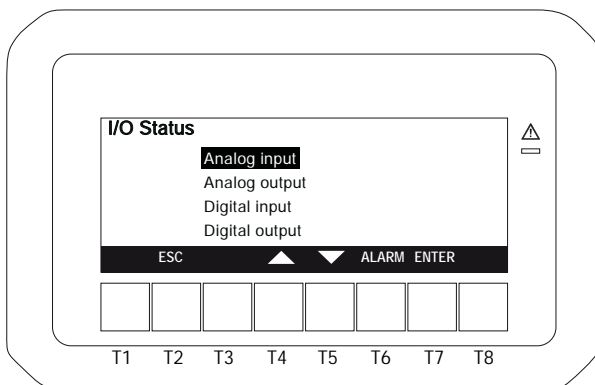 I/O Status
Analog input
Analog output
Digital input
Digital output
ESC ALARM ENTER
T1 T2 T3 T4 T5 T6 T7 T8